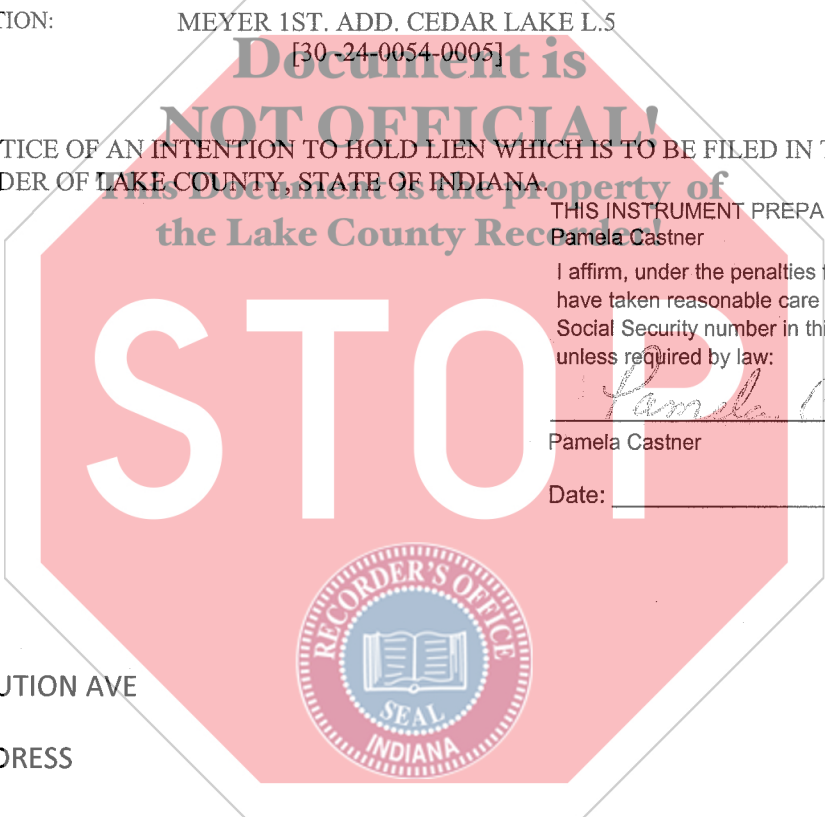 TION: MEYER 1ST. ADD. CEDAR LAKE L.5
[30 -24-0054-0005]
Document is
NOT OFFICIAL!
TICE OF AN INTENTION TO HOLD LIEN WHICH IS TO BE FILED IN T
DER OF LAKE COUNTY, STATE OF INDIANA.
This Document is the property of
the Lake County Recorder!
THIS INSTRUMENT PREPA
Pamela Castner
I affirm, under the penalties f
have taken reasonable care
Social Security number in thi
unless required by law:
Pamela C
Pamela Castner
Date:
STOP
RECORDER'S OFFICE
SEAL
INDIANA
UTION AVE
DRESS